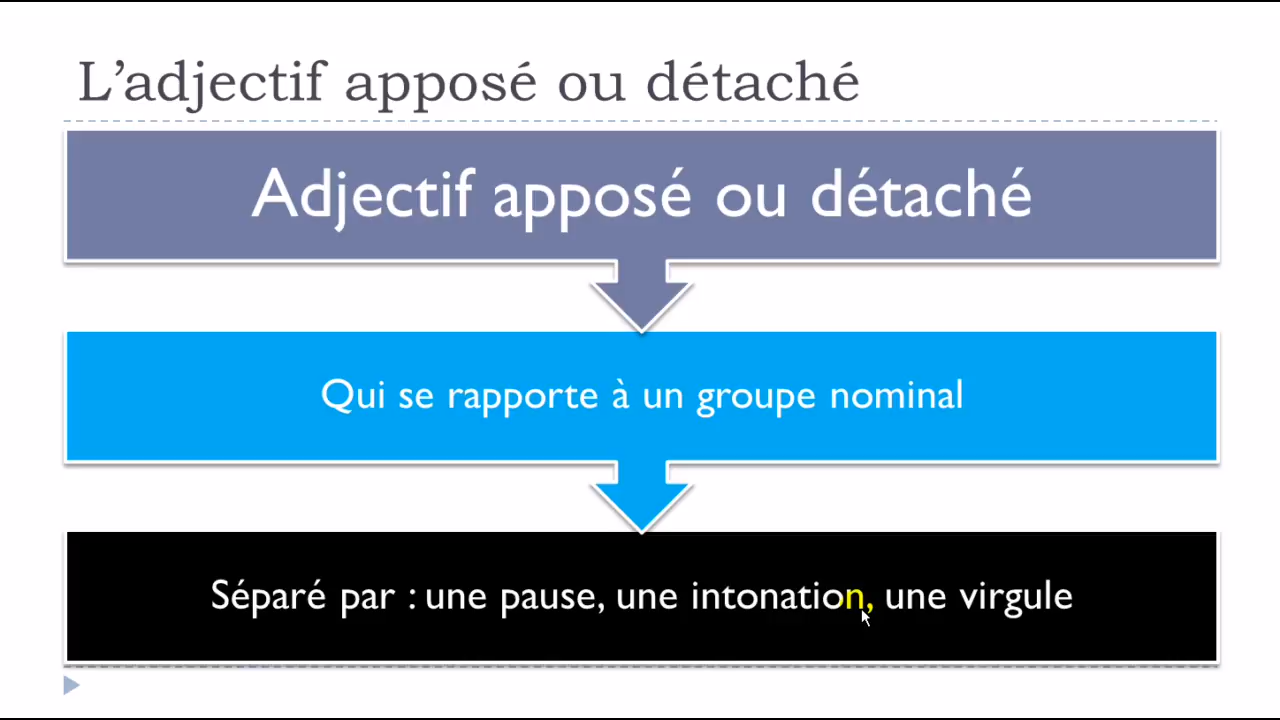 L’adjectif apposé ou détaché
Adjectif apposé ou détaché
Qui se rapporte à un groupe nominal
Séparé par : une pause, une intonation, une virgule